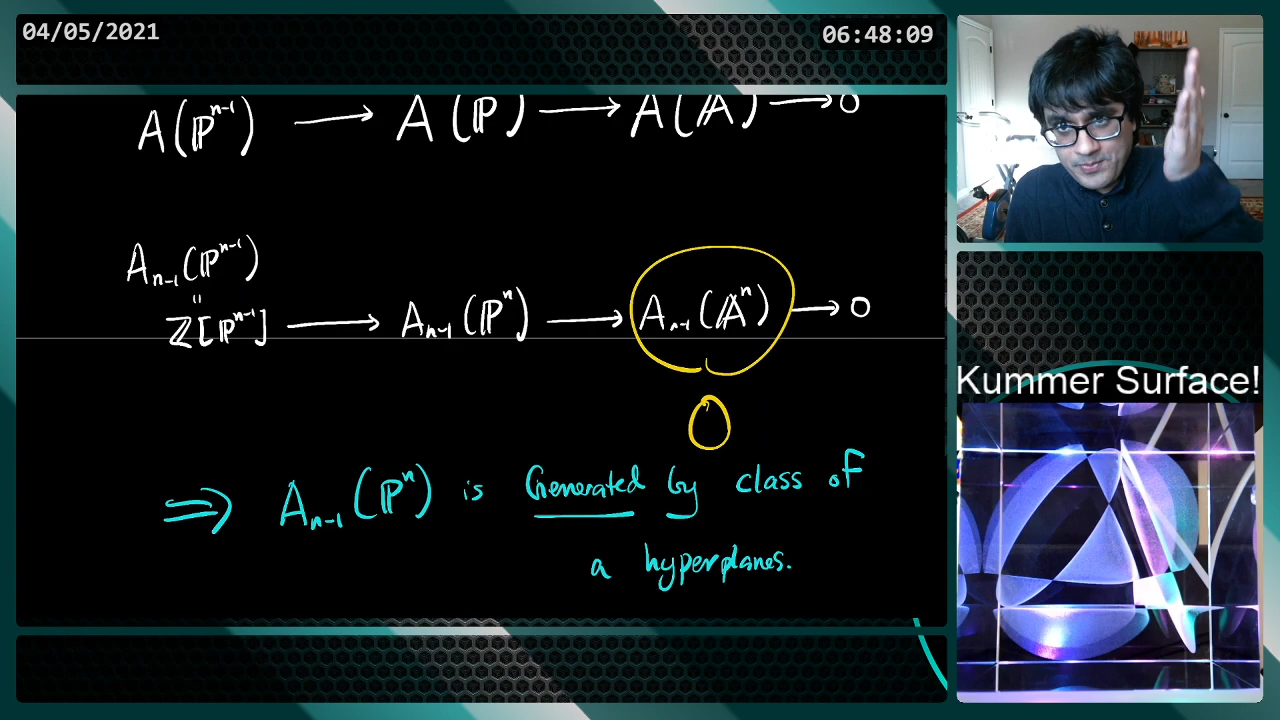 04/05/2021
06:48:09
A(ℙⁿ⁻¹) ⟶ A(ℙ) ⟶ A(𝔸) ⟶ 0
Aₙ₋₁(ℙⁿ⁻¹)
"
ℤ[ℙⁿ⁻¹] ⟶ Aₙ₋₁(ℙⁿ) ⟶ Aₙ₋₁(𝔸ⁿ) ⟶ 0
0
⟹ Aₙ₋₁(ℙⁿ) is Generated by class of
a hyperplanes.
Kummer Surface!